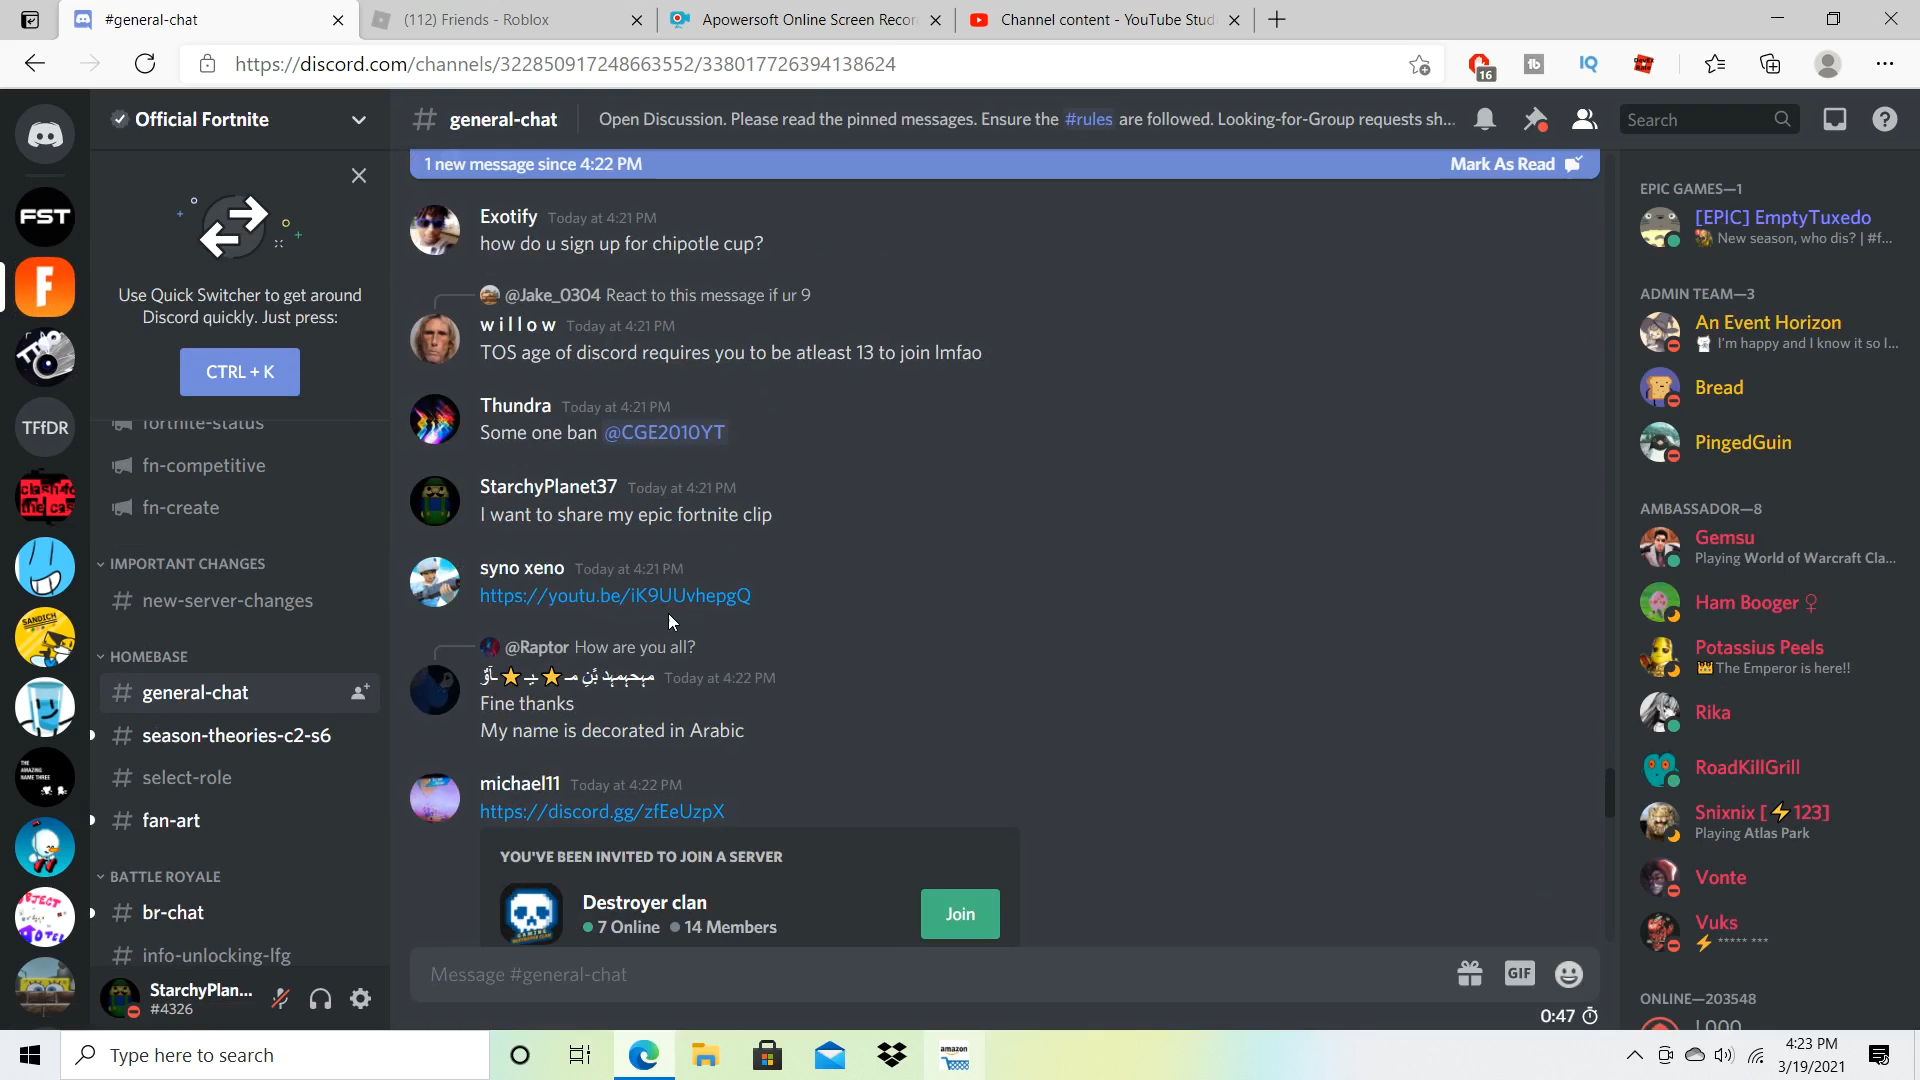 #general-chat
(112) Friends - Roblox
Apowersoft Online Screen Recor
Channel content - YouTube Stud
https://discord.com/channels/322850917248663552/338017726394138624
16
tb
IQ
Official Fortnite
general-chat
Open Discussion. Please read the pinned messages. Ensure the #rules are followed. Looking-for-Group requests sh...
Search
1 new message since 4:22 PM
Mark As Read
FST
F
TFfDR
SANDICH
THE AMAZING NAME THREE
Use Quick Switcher to get around
Discord quickly. Just press:
CTRL + K
fortnite-status
fn-competitive
fn-create
IMPORTANT CHANGES
new-server-changes
HOMEBASE
general-chat
season-theories-c2-s6
select-role
fan-art
BATTLE ROYALE
br-chat
info-unlocking-lfg
StarchyPlan...
#4326
Exotify Today at 4:21 PM
how do u sign up for chipotle cup?
@Jake_0304 React to this message if ur 9
w i l l o w Today at 4:21 PM
TOS age of discord requires you to be atleast 13 to join lmfao
Thundra Today at 4:21 PM
Some one ban @CGE2010YT
StarchyPlanet37 Today at 4:21 PM
I want to share my epic fortnite clip
syno xeno Today at 4:21 PM
https://youtu.be/iK9UUvhepgQ
@Raptor How are you all?
Today at 4:22 PM
Fine thanks
My name is decorated in Arabic
michael11 Today at 4:22 PM
https://discord.gg/zfEeUzpX
YOU'VE BEEN INVITED TO JOIN A SERVER
Destroyer clan
7 Online 14 Members
Join
Message #general-chat
GIF
0:47
EPIC GAMES—1
[EPIC] EmptyTuxedo
New season, who dis? | #f...
ADMIN TEAM—3
An Event Horizon
I'm happy and I know it so I...
Bread
PingedGuin
AMBASSADOR—8
Gemsu
Playing World of Warcraft Cla...
Ham Booger ♀
Potassius Peels
The Emperor is here!!
Rika
RoadKillGrill
Snixnix [⚡123]
Playing Atlas Park
Vonte
Vuks
⚡ ***** ***
ONLINE—203548
Type here to search
amazon
4:23 PM
3/19/2021